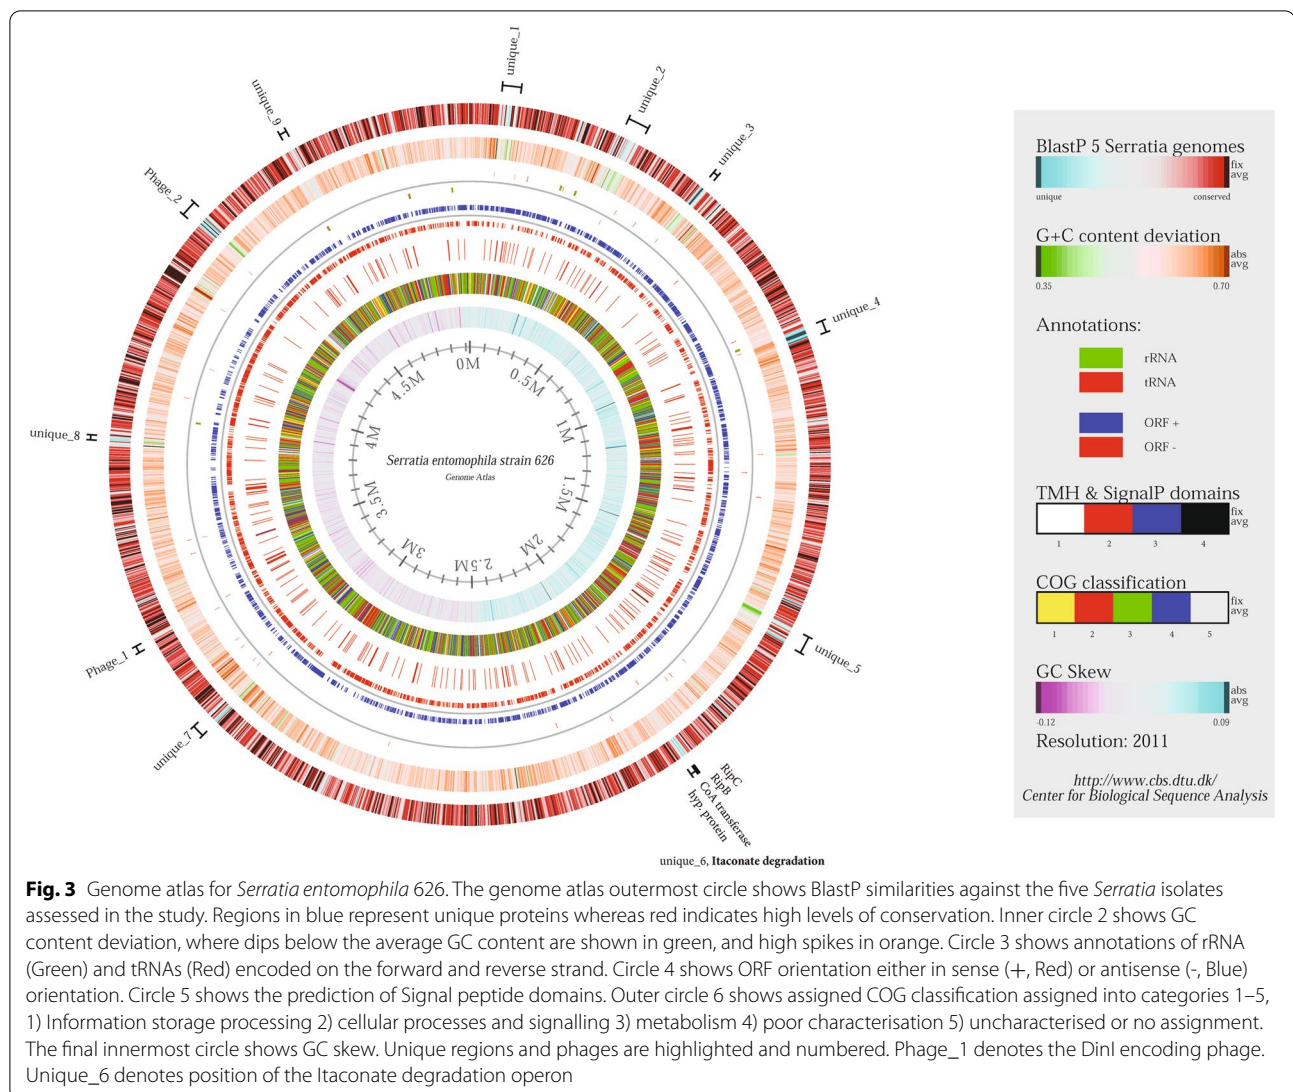 unique_1
unique_2
unique_3
unique_4
unique_5
RipC
RipB
CoA transferase
hyp. protein
unique_6, Itaconate degradation
unique_7
Phage_1
unique_8
Phage_2
unique_9
0M
0.5M
1M
1.5M
2M
2.5M
3M
3.5M
4M
4.5M
Serratia entomophila strain 626
Genome Atlas
BlastP 5 Serratia genomes
fix
avg
unique conserved
G+C content deviation
abs
avg
0.35 0.70
Annotations:
rRNA
tRNA
ORF +
ORF -
TMH & SignalP domains
fix
avg
1 2 3 4
COG classification
fix
avg
1 2 3 4 5
GC Skew
abs
avg
-0.12 0.09
Resolution: 2011
http://www.cbs.dtu.dk/
Center for Biological Sequence Analysis
Fig. 3 Genome atlas for Serratia entomophila 626. The genome atlas outermost circle shows BlastP similarities against the five Serratia isolates
assessed in the study. Regions in blue represent unique proteins whereas red indicates high levels of conservation. Inner circle 2 shows GC
content deviation, where dips below the average GC content are shown in green, and high spikes in orange. Circle 3 shows annotations of rRNA
(Green) and tRNAs (Red) encoded on the forward and reverse strand. Circle 4 shows ORF orientation either in sense (+, Red) or antisense (-, Blue)
orientation. Circle 5 shows the prediction of Signal peptide domains. Outer circle 6 shows assigned COG classification assigned into categories 1–5,
1) Information storage processing 2) cellular processes and signalling 3) metabolism 4) poor characterisation 5) uncharacterised or no assignment.
The final innermost circle shows GC skew. Unique regions and phages are highlighted and numbered. Phage_1 denotes the DinI encoding phage.
Unique_6 denotes position of the Itaconate degradation operon